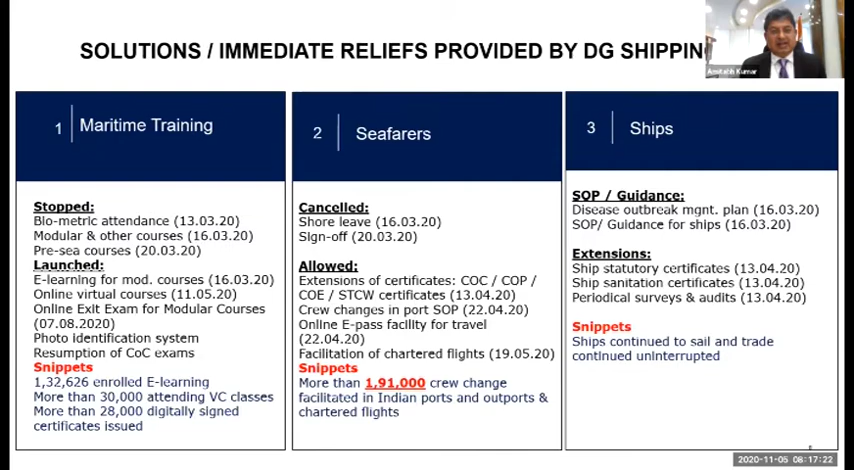 SOLUTIONS / IMMEDIATE RELIEFS PROVIDED BY DG SHIPPING
Amitabh Kumar
1 Maritime Training
Stopped:
Bio-metric attendance (13.03.20)
Modular & other courses (16.03.20)
Pre-sea courses (20.03.20)
Launched:
E-learning for mod. courses (16.03.20)
Online virtual courses (11.05.20)
Online Exit Exam for Modular Courses
(07.08.2020)
Photo identification system
Resumption of CoC exams
Snippets
1,32,626 enrolled E-learning
More than 30,000 attending VC classes
More than 28,000 digitally signed
certificates issued
2 Seafarers
Cancelled:
Shore leave (16.03.20)
Sign-off (20.03.20)
Allowed:
Extensions of certificates: COC / COP /
COE / STCW certificates (13.04.20)
Crew changes in port SOP (22.04.20)
Online E-pass facility for travel
(22.04.20)
Facilitation of chartered flights (19.05.20)
Snippets
More than 1,91,000 crew change
facilitated in Indian ports and outports &
chartered flights
3 Ships
SOP / Guidance:
Disease outbreak mgnt. plan (16.03.20)
SOP/ Guidance for ships (16.03.20)
Extensions:
Ship statutory certificates (13.04.20)
Ship sanitation certificates (13.04.20)
Periodical surveys & audits (13.04.20)
Snippets
Ships continued to sail and trade
continued uninterrupted
2020-11-05 08:17:22